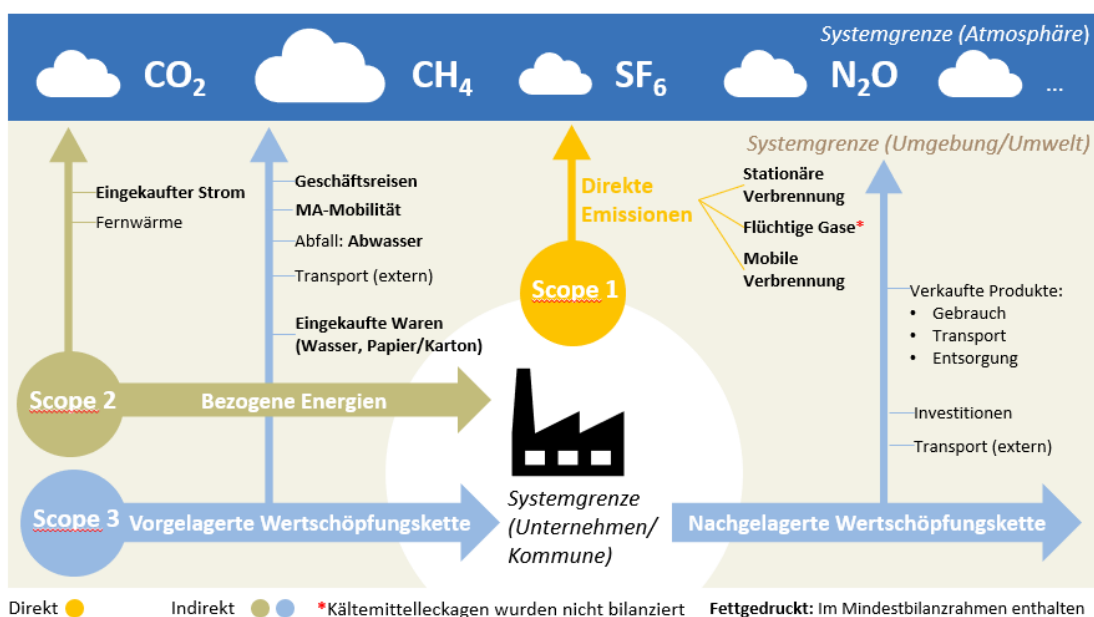 Systemgrenze (Atmosphäre)
CO₂
CH₄
SF₆
N₂O
...
Systemgrenze (Umgebung/Umwelt)
Eingekaufter Strom
Fernwärme
Geschäftsreisen
MA-Mobilität
Abfall: Abwasser
Transport (extern)
Eingekaufte Waren
(Wasser, Papier/Karton)
Direkte
Emissionen
Stationäre
Verbrennung
Flüchtige Gase*
Mobile
Verbrennung
Scope 1
Verkaufte Produkte:
• Gebrauch
• Transport
• Entsorgung
Investitionen
Transport (extern)
Scope 2
Bezogene Energien
Scope 3
Vorgelagerte Wertschöpfungskette
Systemgrenze
(Unternehmen/
Kommune)
Nachgelagerte Wertschöpfungskette
Direkt
Indirekt
*Kältemittelleckagen wurden nicht bilanziert
Fettgedruckt: Im Mindestbilanzrahmen enthalten